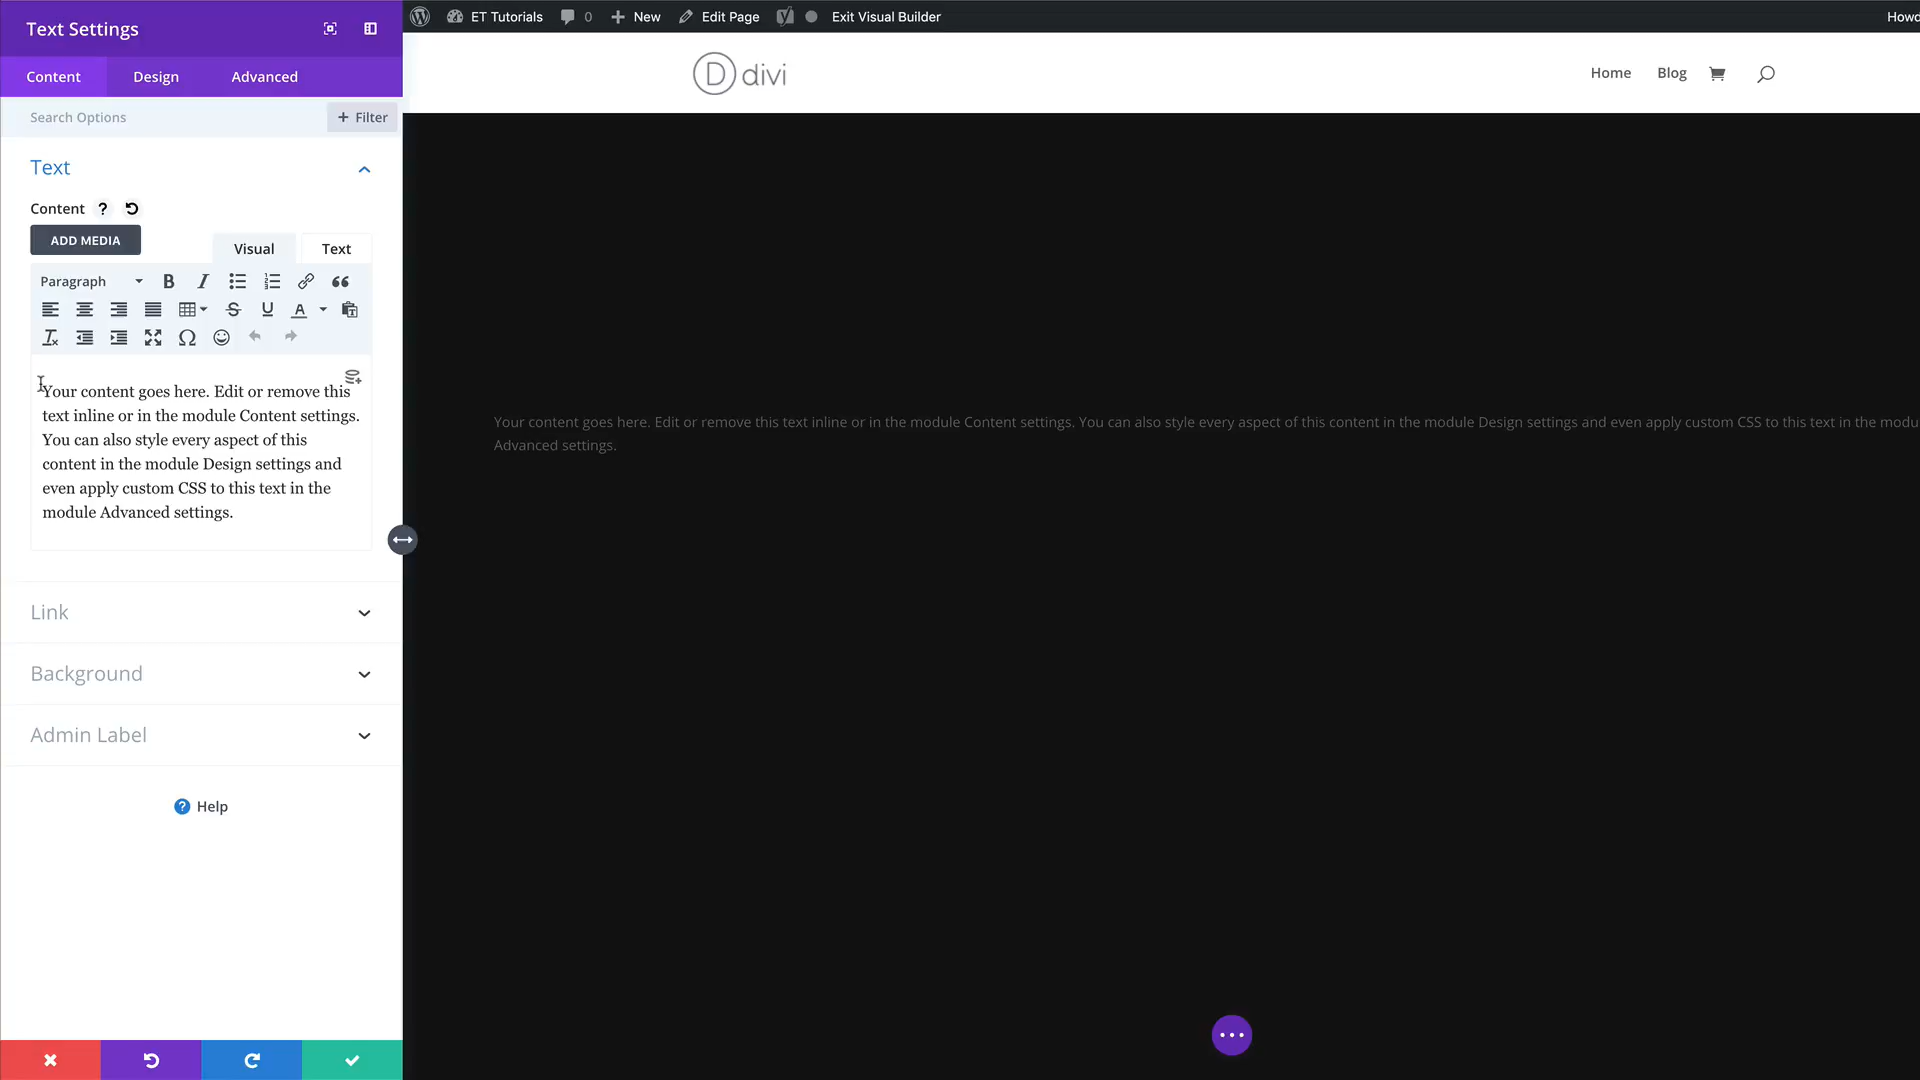 Text Settings
Content Design Advanced
Search Options
+ Filter
Text
Content ?
ADD MEDIA
Visual Text
Paragraph
Your content goes here. Edit or remove this
text inline or in the module Content settings.
You can also style every aspect of this
content in the module Design settings and
even apply custom CSS to this text in the
module Advanced settings.
Link
Background
Admin Label
? Help
ET Tutorials 0 + New Edit Page Exit Visual Builder Howd
D divi
Home Blog
Your content goes here. Edit or remove this text inline or in the module Content settings. You can also style every aspect of this content in the module Design settings and even apply custom CSS to this text in the modu
Advanced settings.